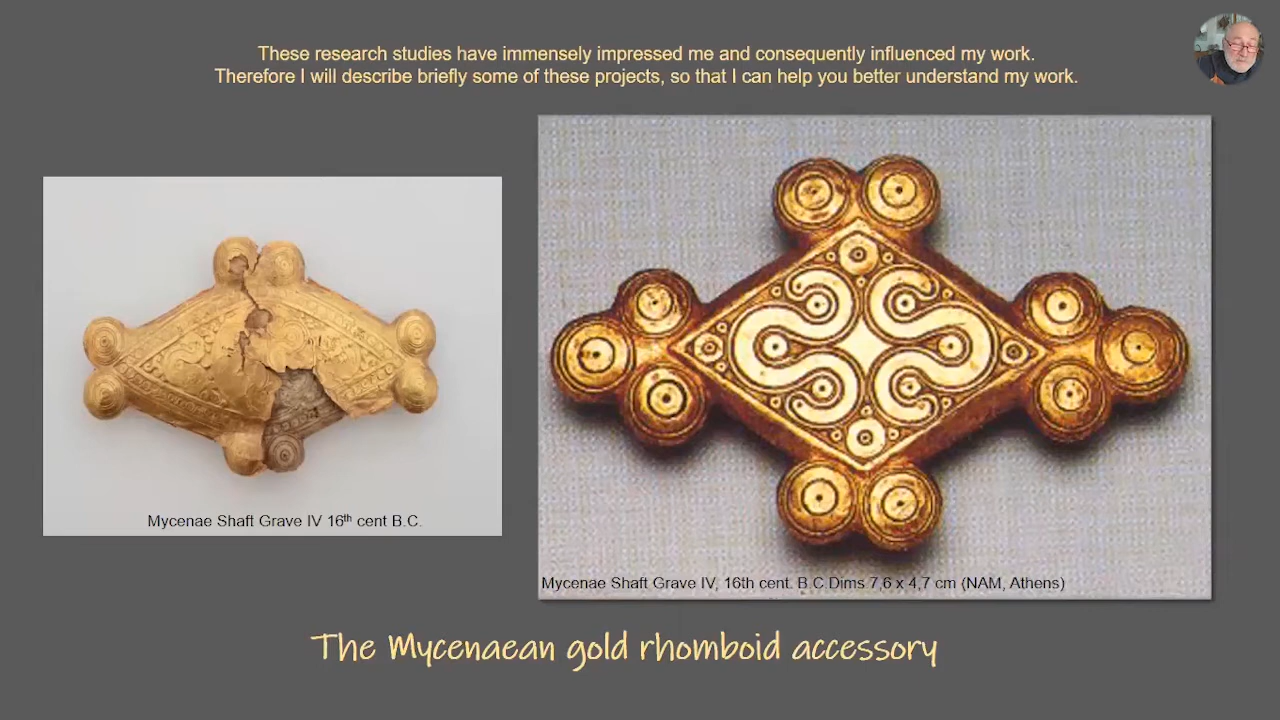 These research studies have immensely impressed me and consequently influenced my work.
Therefore I will describe briefly some of these projects, so that I can help you better understand my work.
Mycenae Shaft Grave IV 16th cent B.C.
Mycenae Shaft Grave IV, 16th cent. B.C.Dims 7,6 x 4,7 cm (NAM, Athens)
The Mycenaean gold rhomboid accessory